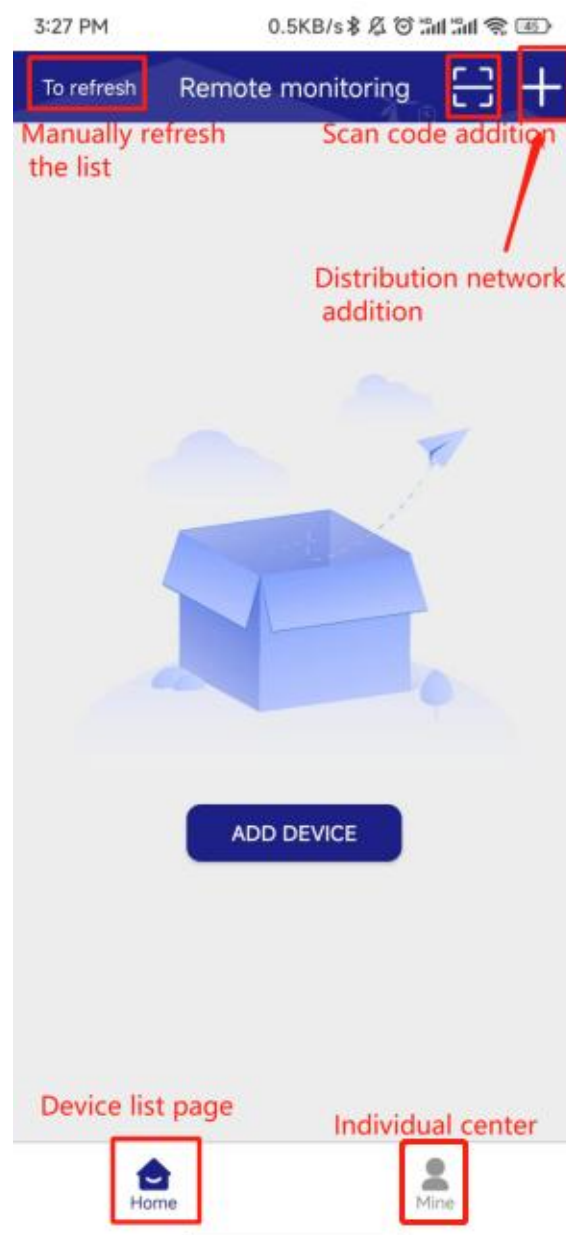 3:27 PM 0.5KB/s 45
To refresh Remote monitoring
Manually refresh
the list
Scan code addition
Distribution network
addition
ADD DEVICE
Device list page
Individual center
Home Mine